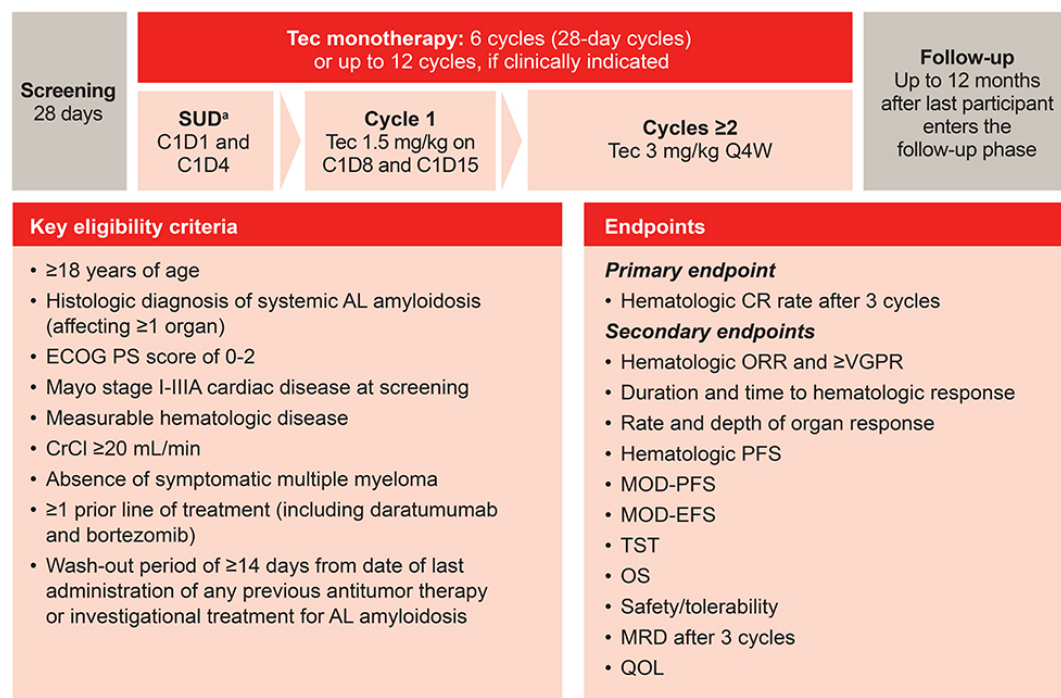 Screening
28 days
Tec monotherapy: 6 cycles (28-day cycles)
or up to 12 cycles, if clinically indicated
SUDᵃ
C1D1 and
C1D4
Cycle 1
Tec 1.5 mg/kg on
C1D8 and C1D15
Cycles ≥2
Tec 3 mg/kg Q4W
Follow-up
Up to 12 months
after last participant
enters the
follow-up phase
Key eligibility criteria
• ≥18 years of age
• Histologic diagnosis of systemic AL amyloidosis
(affecting ≥1 organ)
• ECOG PS score of 0-2
• Mayo stage I-IIIA cardiac disease at screening
• Measurable hematologic disease
• CrCl ≥20 mL/min
• Absence of symptomatic multiple myeloma
• ≥1 prior line of treatment (including daratumumab
and bortezomib)
• Wash-out period of ≥14 days from date of last
administration of any previous antitumor therapy
or investigational treatment for AL amyloidosis
Endpoints
Primary endpoint
• Hematologic CR rate after 3 cycles
Secondary endpoints
• Hematologic ORR and ≥VGPR
• Duration and time to hematologic response
• Rate and depth of organ response
• Hematologic PFS
• MOD-PFS
• MOD-EFS
• TST
• OS
• Safety/tolerability
• MRD after 3 cycles
• QOL